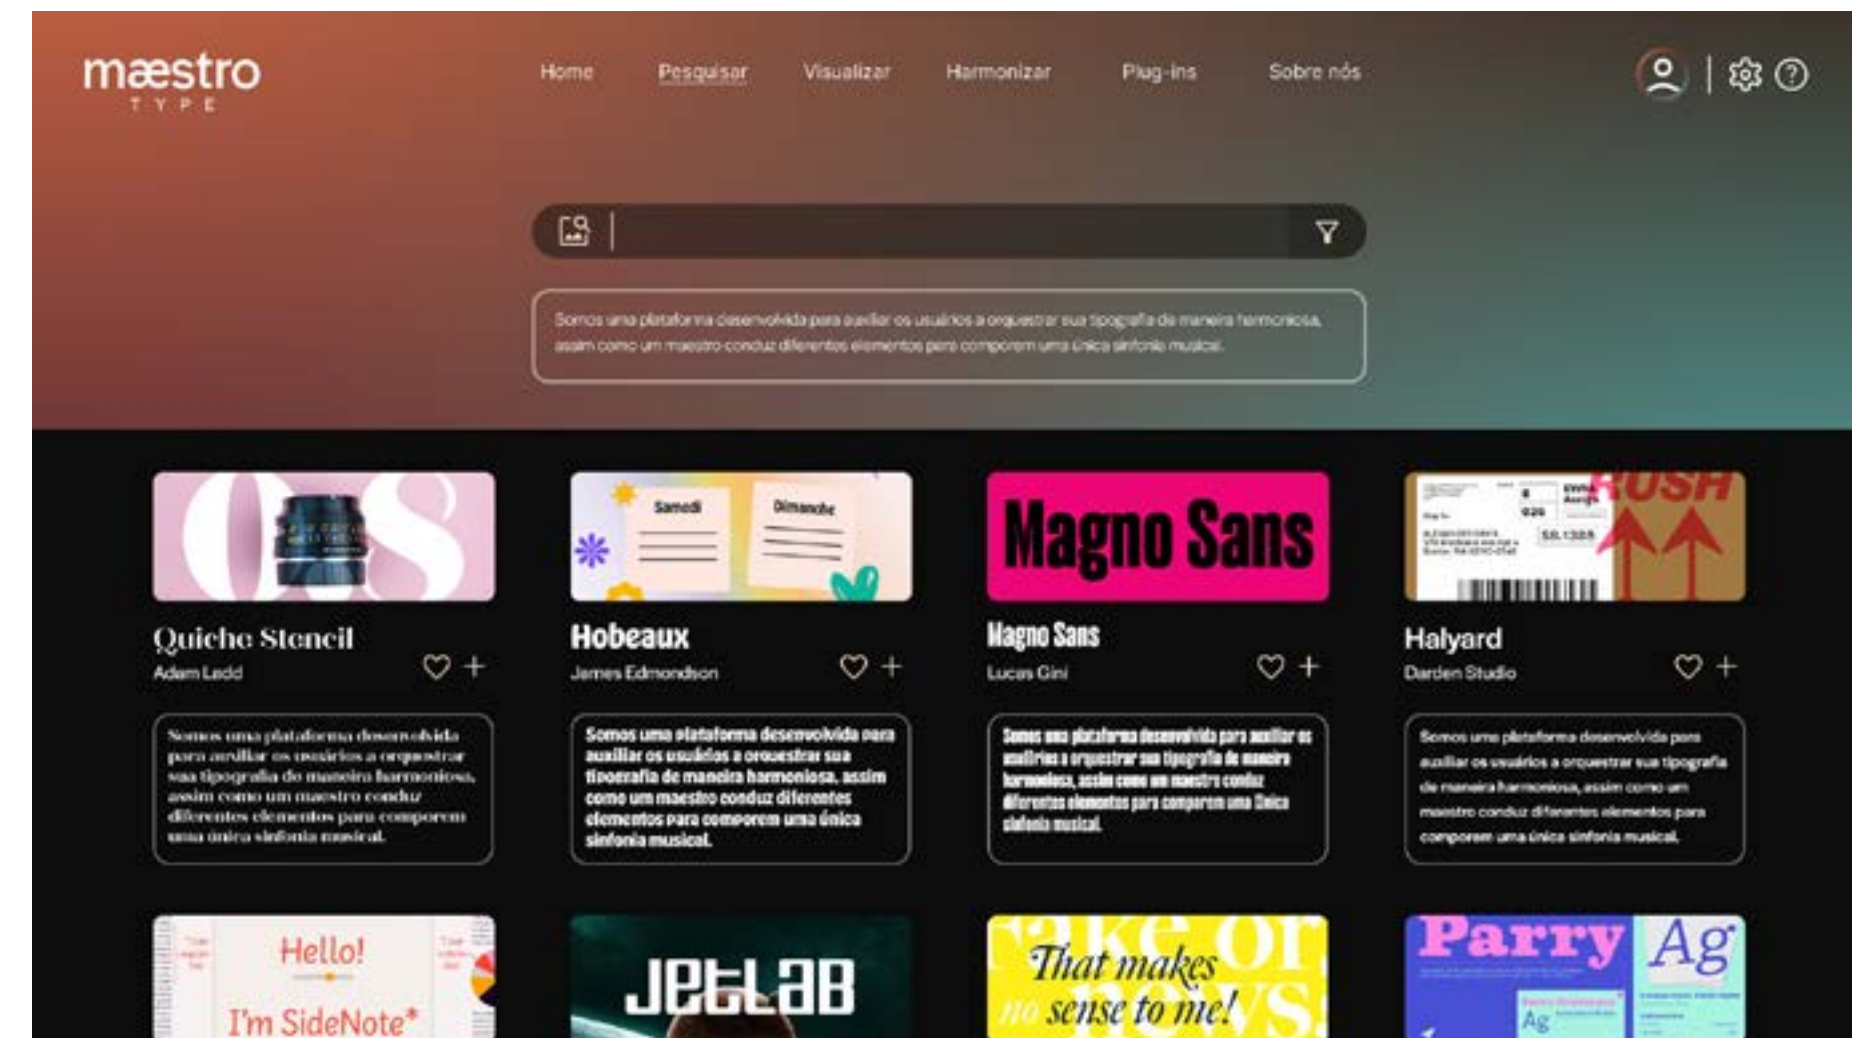 mæstro
TYPE
Home Pesquisar Visualizar Harmonizar Plug-ins Sobre nós
Somos uma plataforma desenvolvida para auxiliar os usuários a orquestrar sua tipografia de maneira harmoniosa,
assim como um maestro conduz diferentes elementos para comporem uma única sinfonia musical.
QS
Samedi
Dimanche
Magno Sans
RUSH
Quiche Stencil
Adam Ladd
Hobeaux
James Edmondson
Magno Sans
Lucas Gini
Halyard
Darden Studio
Somos uma plataforma desenvolvida
para auxiliar os usuários a orquestrar
sua tipografia de maneira harmoniosa,
assim como um maestro conduz
diferentes elementos para comporem
uma única sinfonia musical.
Somos uma plataforma desenvolvida para
auxiliar os usuários a orquestrar sua
tipografia de maneira harmoniosa, assim
como um maestro conduz diferentes
elementos para comporem uma única
sinfonia musical.
Somos uma plataforma desenvolvida para auxiliar os
usuários a orquestrar sua tipografia de maneira
harmoniosa, assim como um maestro conduz
diferentes elementos para comporem uma Única
sinfonia musical.
Somos uma plataforma desenvolvida para
auxiliar os usuários a orquestrar sua tipografia
de maneira harmoniosa, assim como um
maestro conduz diferentes elementos para
comporem uma única sinfonia musical.
Hello!
I'm SideNote*
JETLAB
Fake or
no news.
That makes
sense to me!
Parry
Ag
Ag